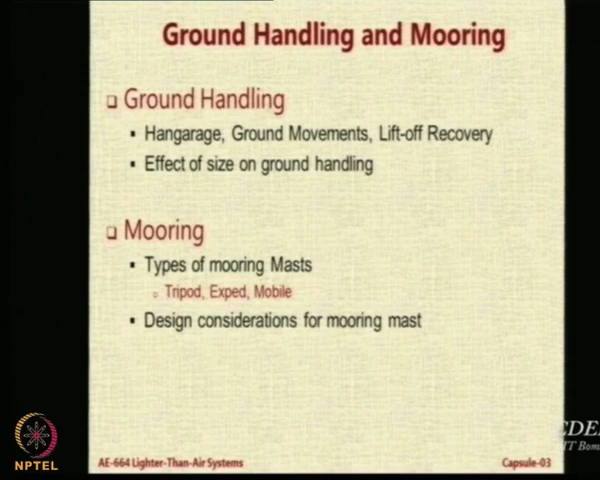 Ground Handling and Mooring
Ground Handling
Hangarage, Ground Movements, Lift-off Recovery
Effect of size on ground handling
Mooring
Types of mooring Masts
Tripod, Exped, Mobile
Design considerations for mooring mast
NPTEL
AE-664 Lighter-Than-Air Systems
Capsule-03
CDE
IT Bom